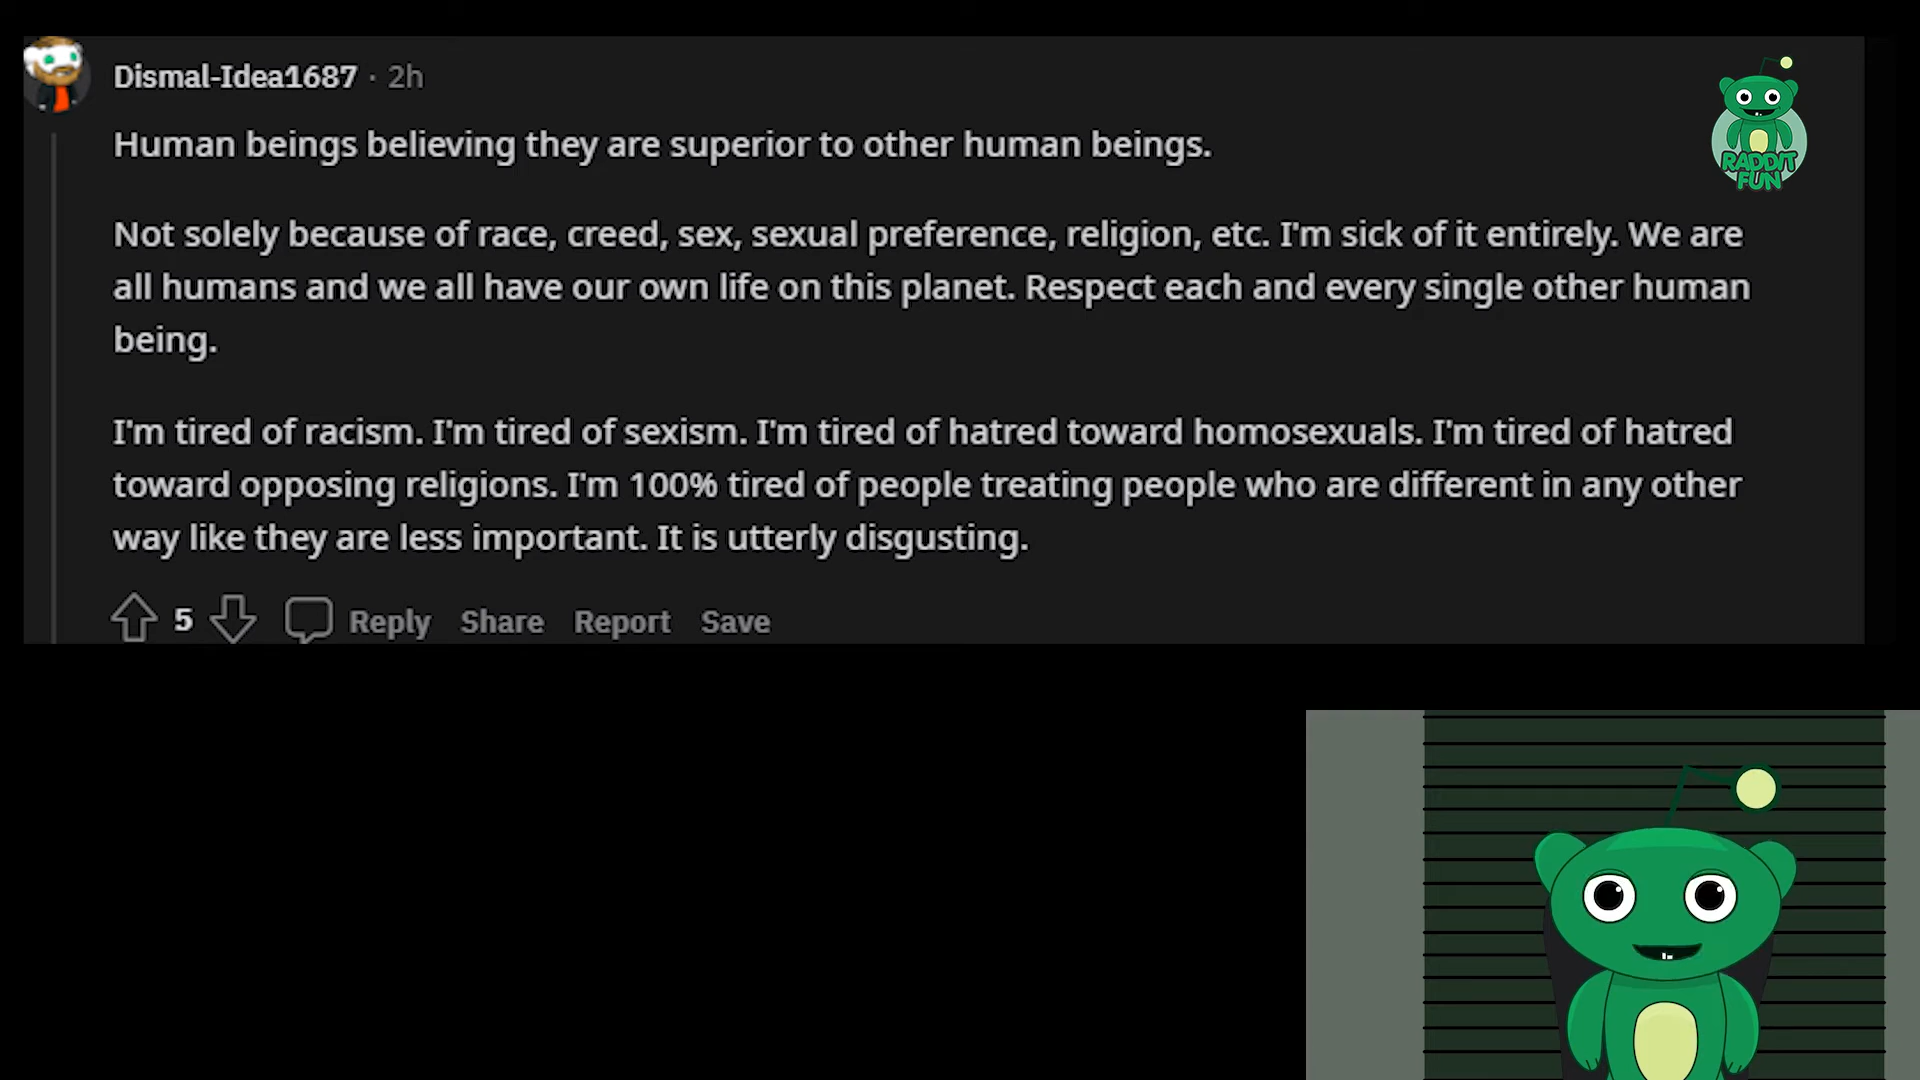 Dismal-Idea1687 · 2h
Human beings believing they are superior to other human beings.
Not solely because of race, creed, sex, sexual preference, religion, etc. I'm sick of it entirely. We are
all humans and we all have our own life on this planet. Respect each and every single other human
being.
I'm tired of racism. I'm tired of sexism. I'm tired of hatred toward homosexuals. I'm tired of hatred
toward opposing religions. I'm 100% tired of people treating people who are different in any other
way like they are less important. It is utterly disgusting.
5 Reply Share Report Save
RADDIT
FUN